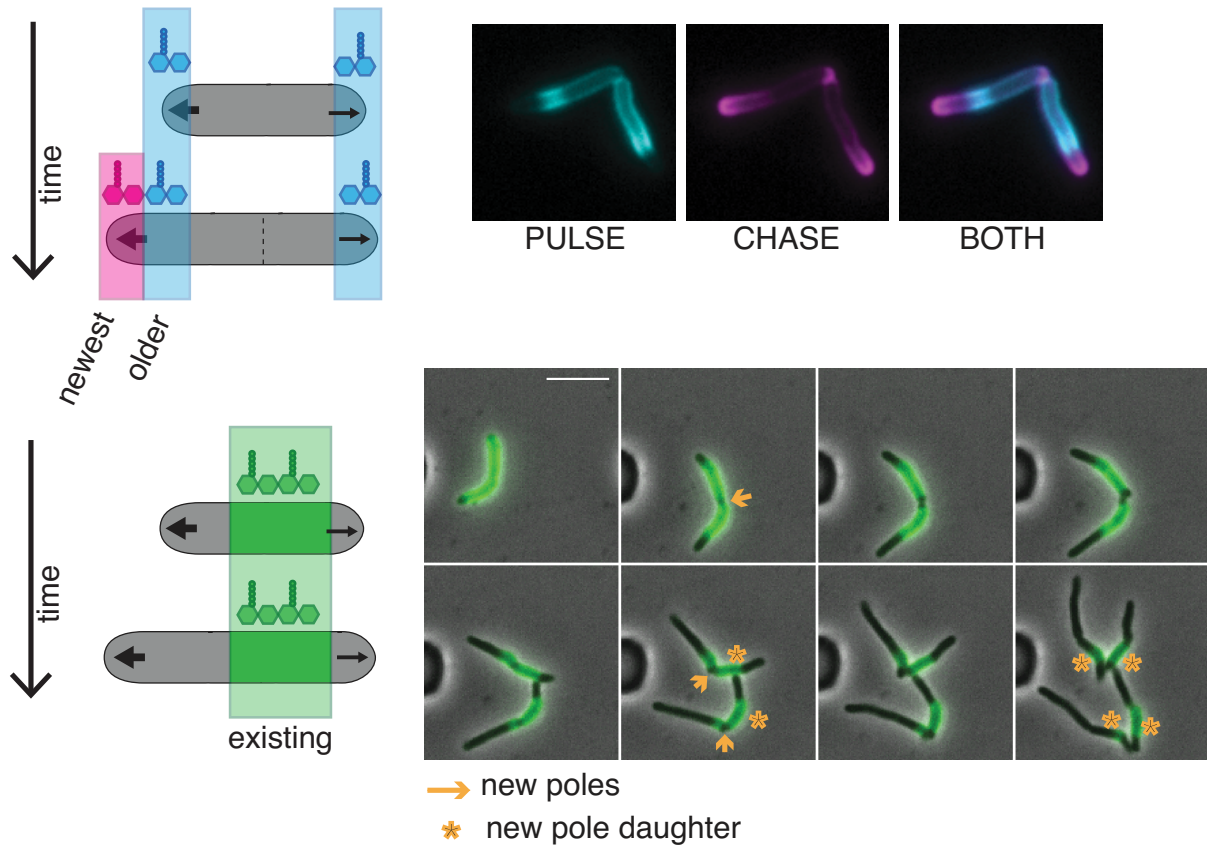 time
newest
older
PULSE
CHASE
BOTH
time
existing
new poles
* new pole daughter